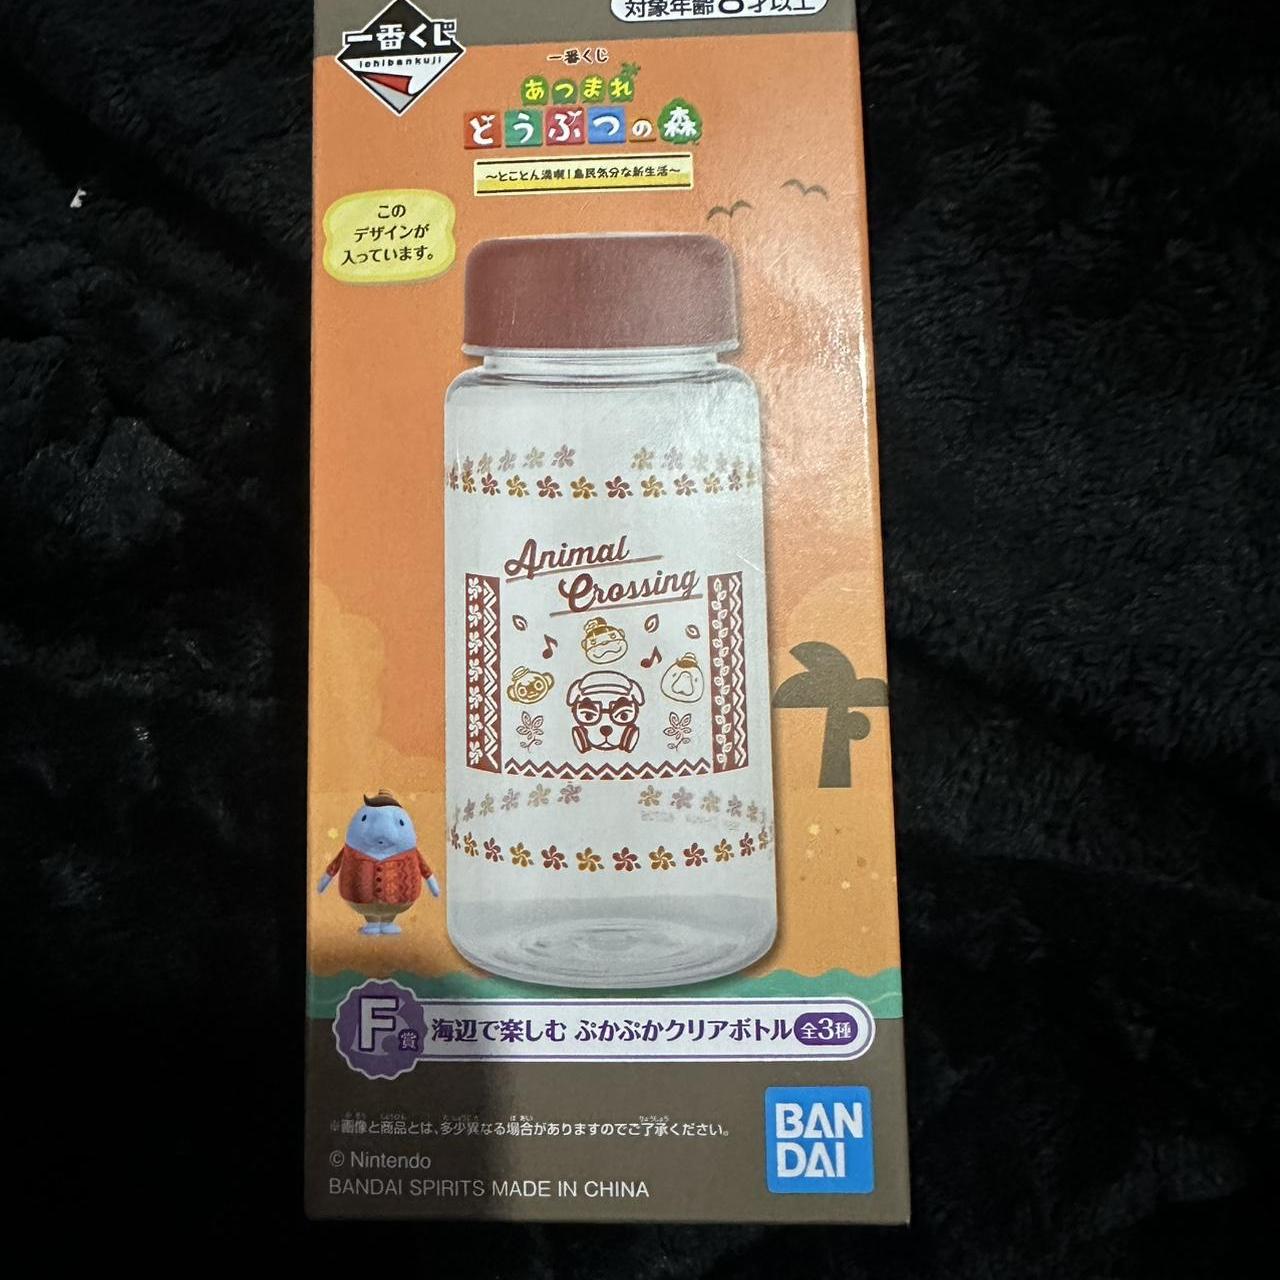 対象年齢8才以上
一番くじ
ichibankuji
一番くじ
あつまれ
どうぶつの森
～とことん満喫!島民気分な新生活～
この
デザインが
入っています。
Animal
Crossing
F賞
海辺で楽しむ ぷかぷかクリアボトル 全3種
※画像と商品とは、多少異なる場合がありますのでご了承ください。
© Nintendo
BANDAI SPIRITS MADE IN CHINA
BAN
DAI